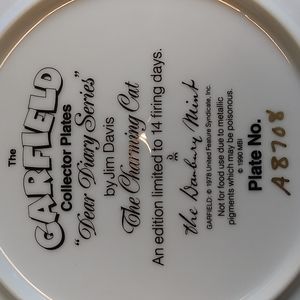 The
GARFIELD
Collector Plates
"Dear Diary Series"
by Jim Davis
The Charming Cat
An edition limited to 14 firing days.
The Danbury Mint
GARFIELD: © 1978 United Feature Syndicate, Inc.
Not for food use due to metallic
pigments which may be poisonous.
© 1990 MBI
Plate No.
A8708